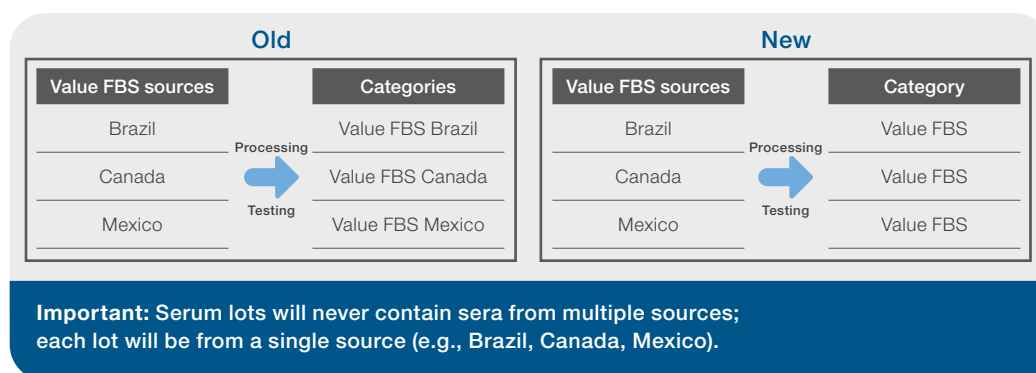 Old
New
Value FBS sources
Categories
Value FBS sources
Category
Brazil
Value FBS Brazil
Brazil
Value FBS
Processing
Processing
Canada
Value FBS Canada
Canada
Value FBS
Testing
Testing
Mexico
Value FBS Mexico
Mexico
Value FBS
Important: Serum lots will never contain sera from multiple sources;
each lot will be from a single source (e.g., Brazil, Canada, Mexico).